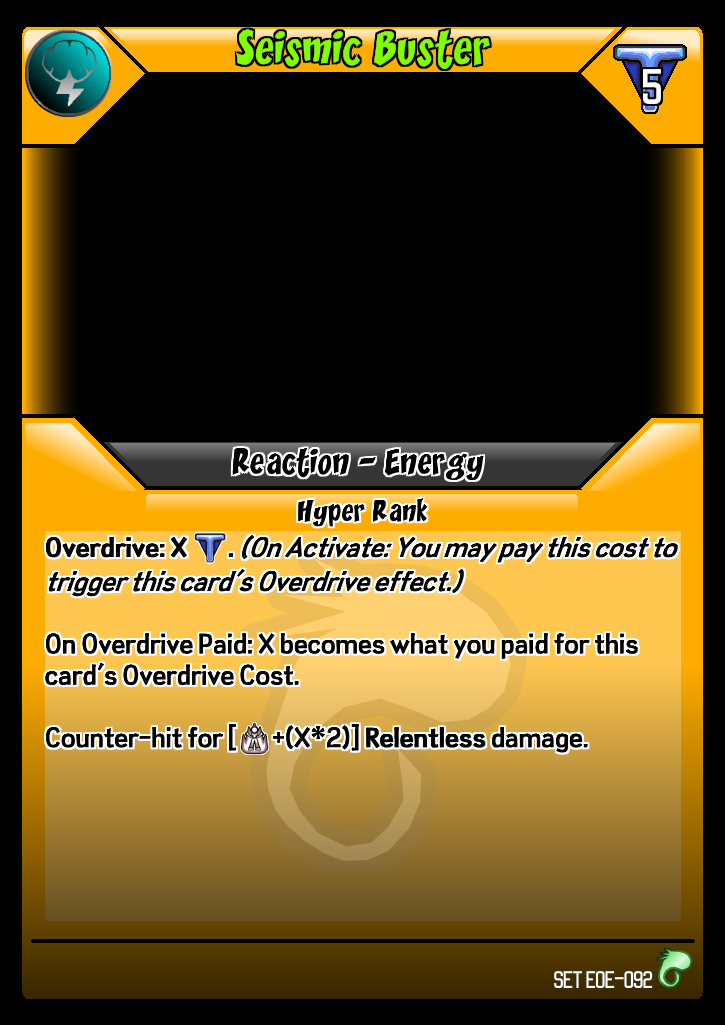 Seismic Buster
5
Reaction - Energy
Hyper Rank
Overdrive: X . (On Activate: You may pay this cost to
trigger this card's Overdrive effect.)
On Overdrive Paid: X becomes what you paid for this
card's Overdrive Cost.
Counter-hit for [ +(X*2)] Relentless damage.
SET EOE-092